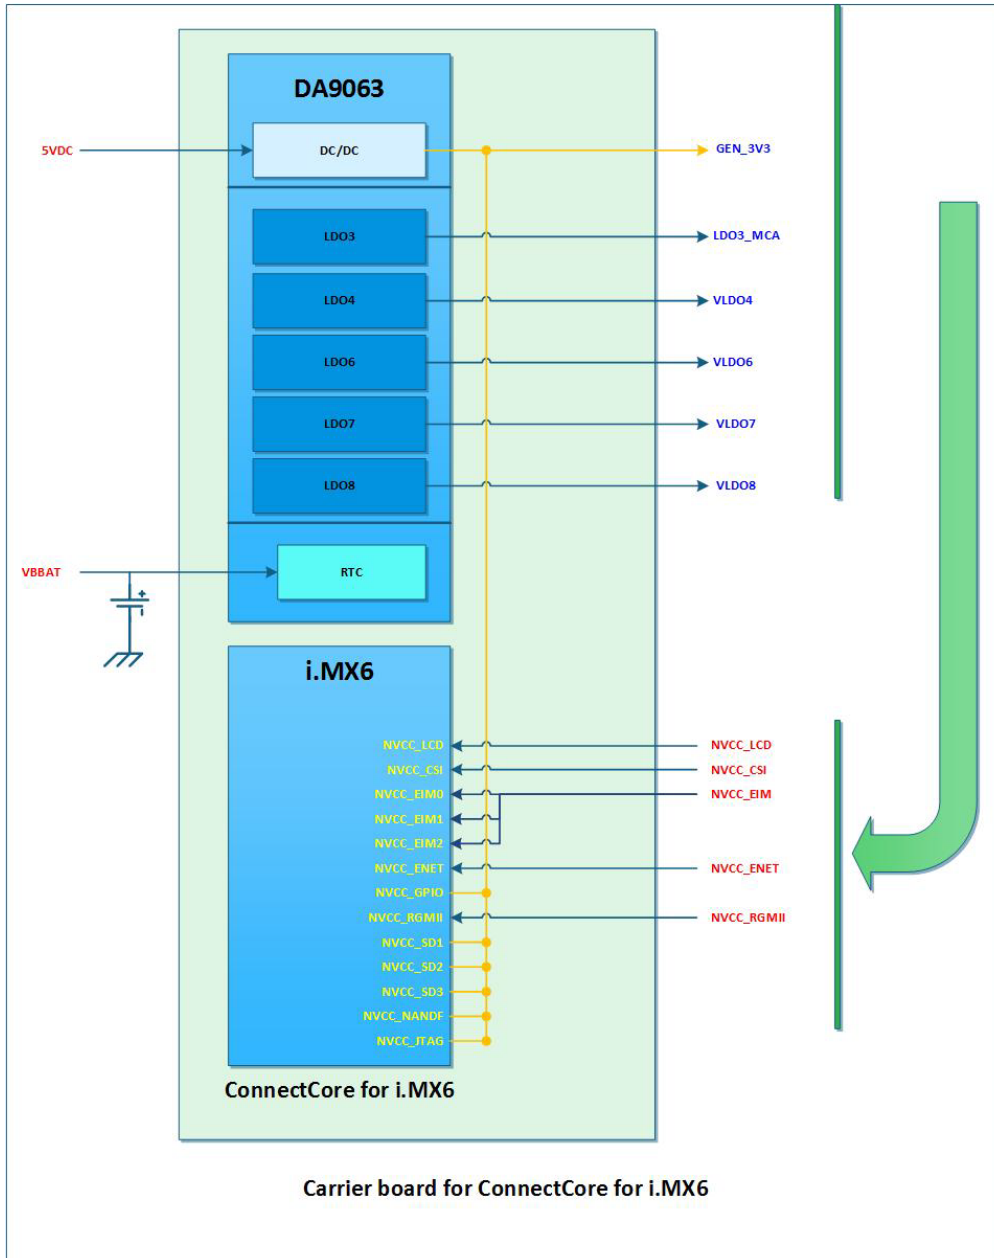 DA9063
5VDC
DC/DC
GEN_3V3
LDO3
LDO3_MCA
LDO4
VLDO4
LDO6
VLDO6
LDO7
VLDO7
LDO8
VLDO8
VBBAT
RTC
+
i.MX6
NVCC_LCD
NVCC_LCD
NVCC_CSI
NVCC_CSI
NVCC_EIM0
NVCC_EIM
NVCC_EIM1
NVCC_EIM2
NVCC_ENET
NVCC_ENET
NVCC_GPIO
NVCC_RGMII
NVCC_RGMII
NVCC_SD1
NVCC_SD2
NVCC_SD3
NVCC_NANDF
NVCC_JTAG
ConnectCore for i.MX6
Carrier board for ConnectCore for i.MX6